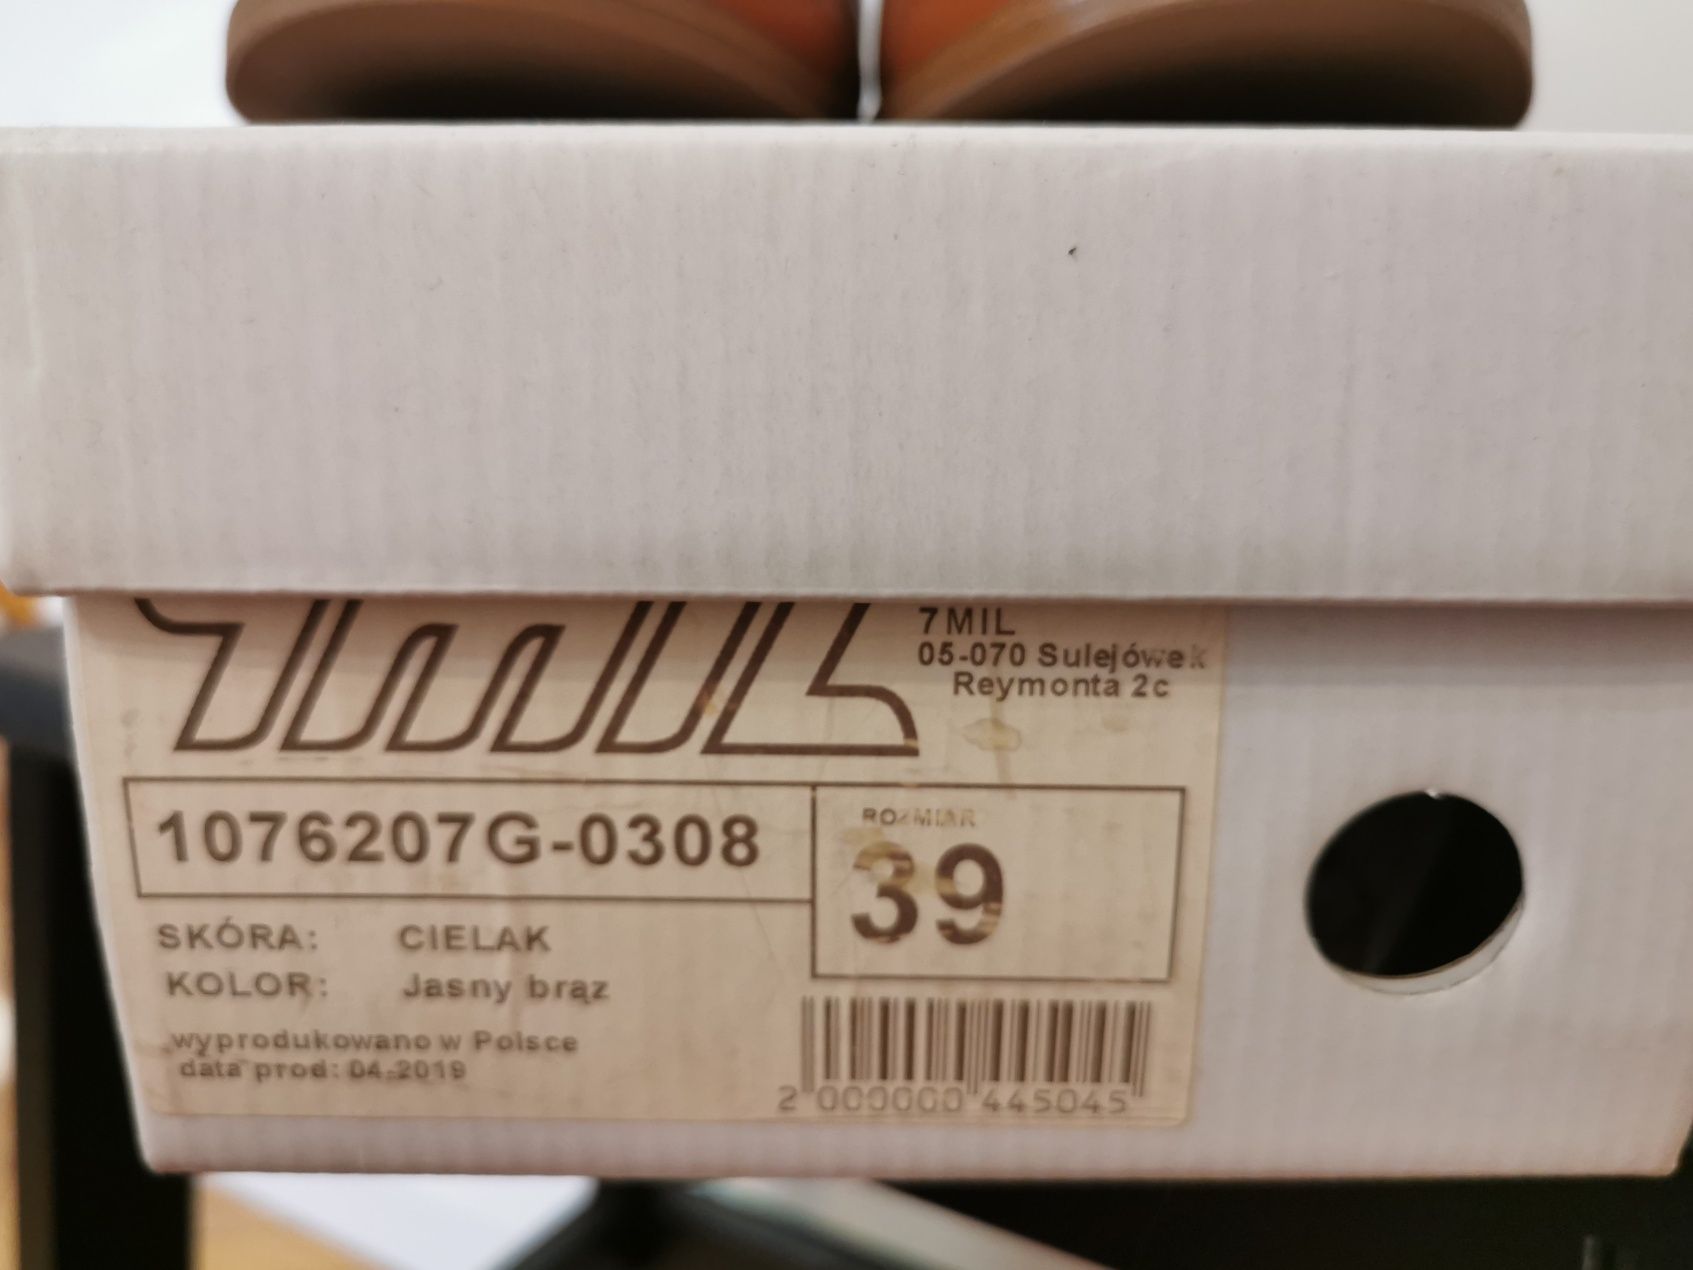 7MIL
7MIL
05-070 Sulejówek
Reymonta 2c
1076207G-0308
ROZMIAR
39
SKÓRA: CIELAK
KOLOR: Jasny brąz
wyprodukowano w Polsce
data prod: 04-2019
2 000000 445045